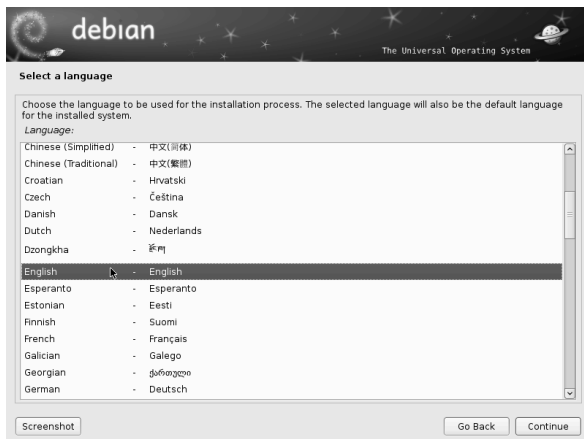 debian
The Universal Operating System
Select a language
Choose the language to be used for the installation process. The selected language will also be the default language
for the installed system.
Language:
Chinese (Simplified) - 中文(简体)
Chinese (Traditional) - 中文(繁體)
Croatian - Hrvatski
Czech - Čeština
Danish - Dansk
Dutch - Nederlands
Dzongkha - རྫོང་ཁ།
English - English
Esperanto - Esperanto
Estonian - Eesti
Finnish - Suomi
French - Français
Galician - Galego
Georgian - ქართული
German - Deutsch
Screenshot
Go Back
Continue